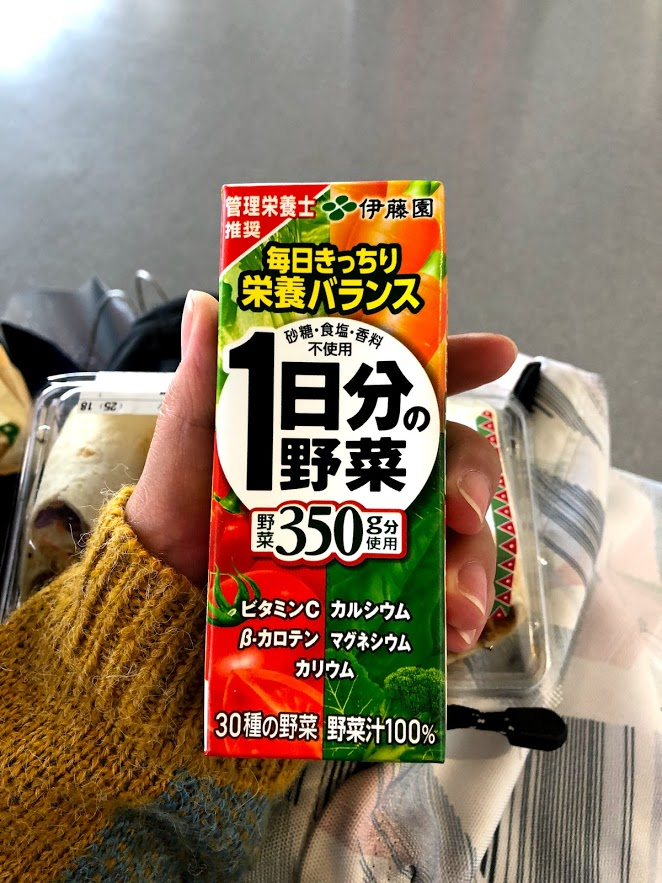 管理栄養士
推奨
伊藤園
毎日きっちり
栄養バランス
砂糖・食塩・香料
不使用
1日分の
野菜
野菜350g分
使用
ビタミンC カルシウム
β-カロテン マグネシウム
カリウム
30種の野菜 野菜汁100%